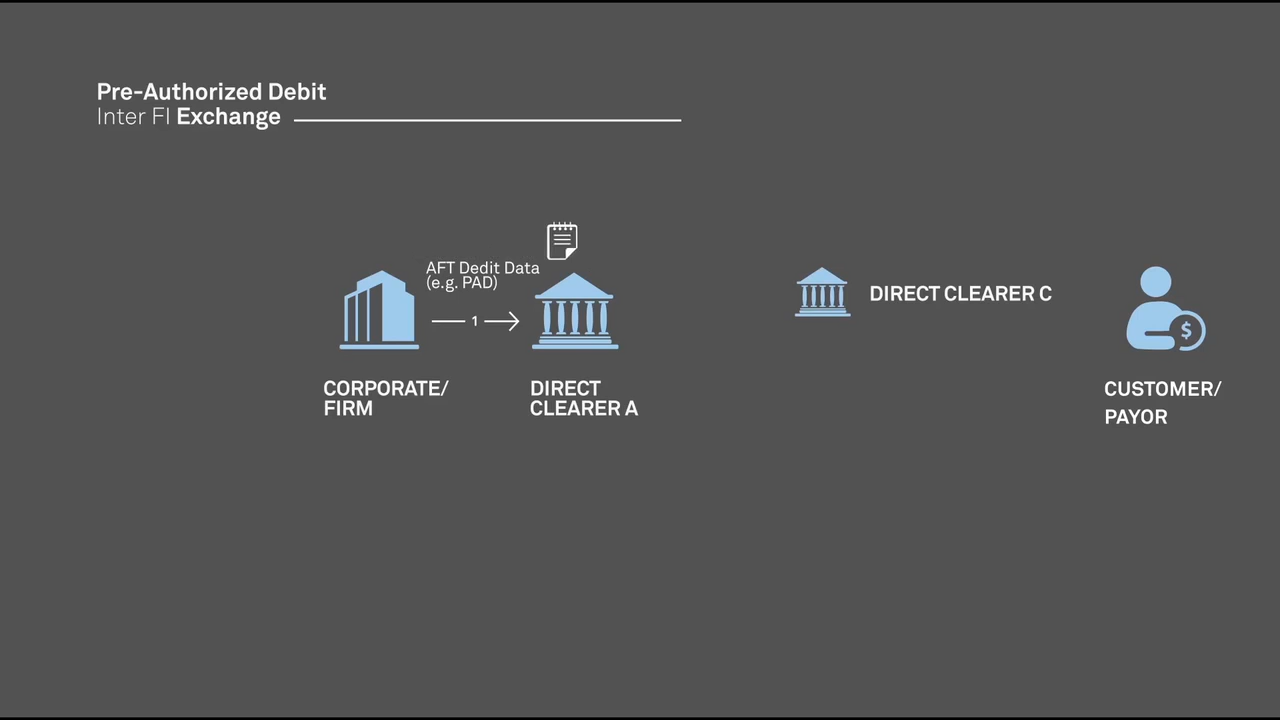 Pre-Authorized Debit
Inter FI Exchange
AFT Dedit Data
(e.g. PAD)
1
DIRECT CLEARER C
$
CORPORATE/
FIRM
DIRECT
CLEARER A
CUSTOMER/
PAYOR